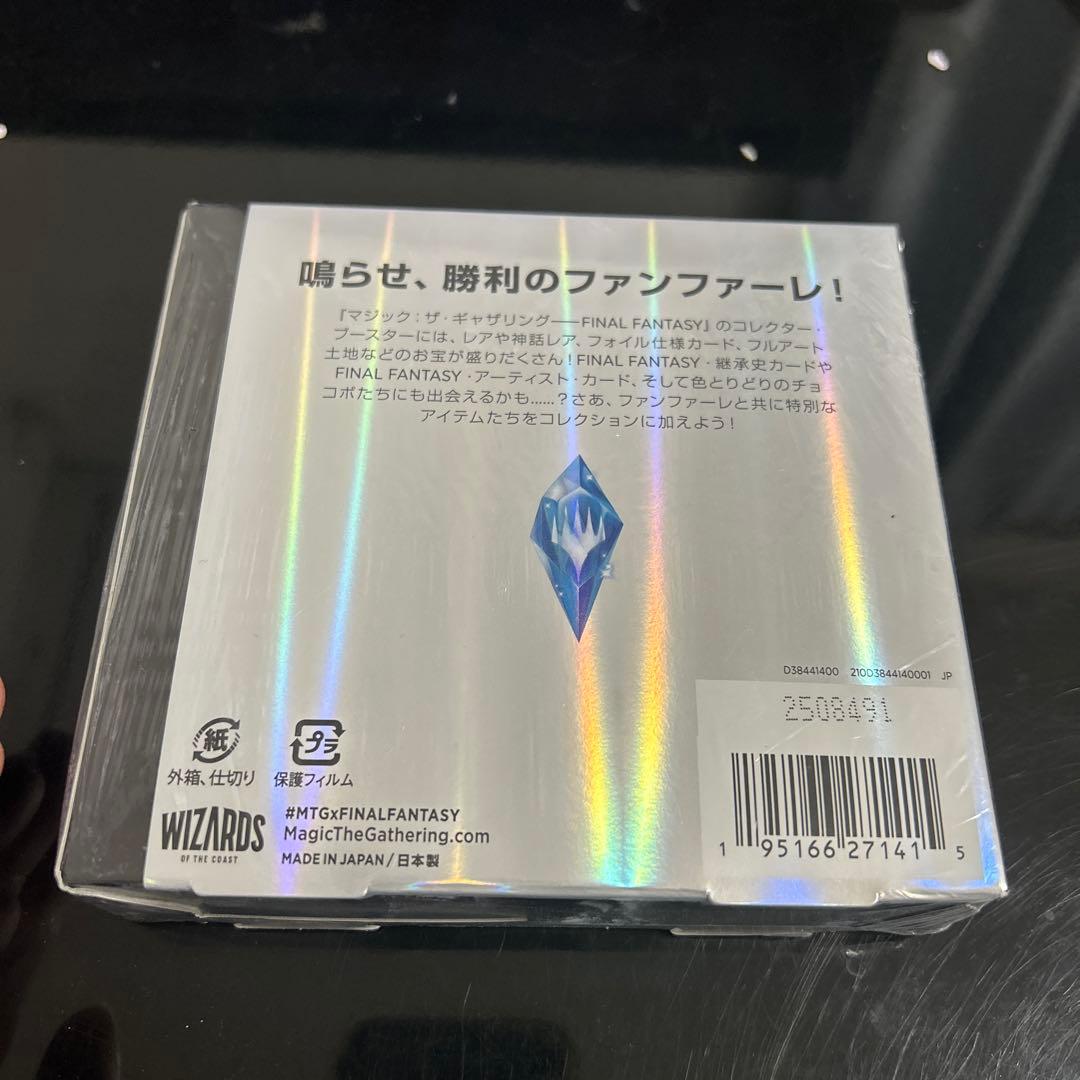 鳴らせ、勝利のファンファーレ！
『マジック：ザ・ギャザリング——FINAL FANTASY』のコレクター・
ブースターには、レアや神話レア、フォイル仕様カード、フルアート
土地などのお宝が盛りだくさん！FINAL FANTASY・継承史カードや
FINAL FANTASY・アーティスト・カード、そして色とりどりのチョ
コボたちにも出会えるかも......？さあ、ファンファーレと共に特別な
アイテムたちをコレクションに加えよう！
D38441400 210D3844140001 JP
2508491
紙
外箱、仕切り
プラ
保護フィルム
WIZARDS
OF THE COAST
#MTGxFINALFANTASY
MagicTheGathering.com
MADE IN JAPAN / 日本製
1 95166 27141 5